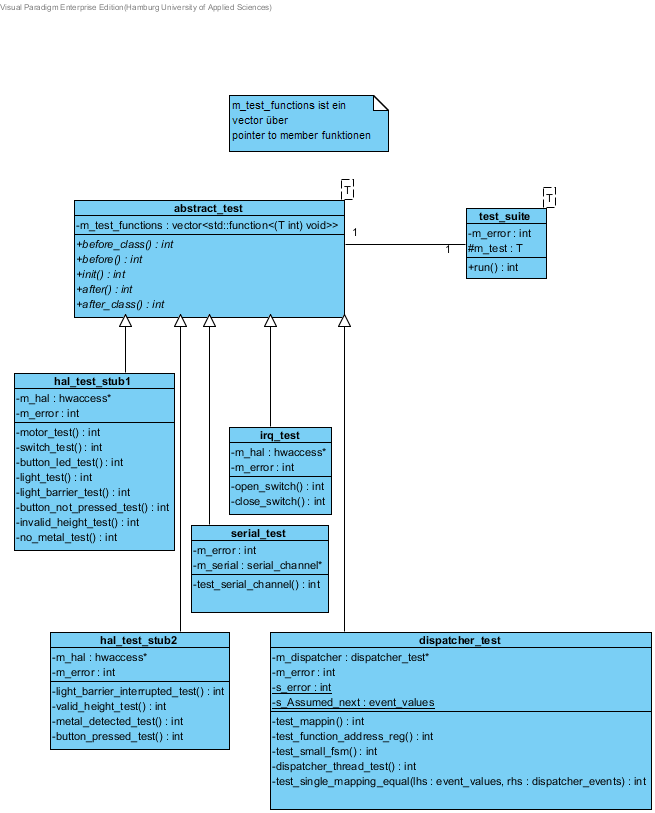 Visual Paradigm Enterprise Edition(Hamburg University of Applied Sciences)
m_test_functions ist ein
vector über
pointer to member funktionen
T
abstract_test
-m_test_functions : vector<std::function<(T int) void>>
+before_class() : int
+before() : int
+init() : int
+after() : int
+after_class() : int
1
1
T
test_suite
-m_error : int
#m_test : T
+run() : int
hal_test_stub1
-m_hal : hwaccess*
-m_error : int
-motor_test() : int
-switch_test() : int
-button_led_test() : int
-light_test() : int
-light_barrier_test() : int
-button_not_pressed_test() : int
-invalid_height_test() : int
-no_metal_test() : int
irq_test
-m_hal : hwaccess*
-m_error : int
-open_switch() : int
-close_switch() : int
serial_test
-m_error : int
-m_serial : serial_channel*
-test_serial_channel() : int
hal_test_stub2
-m_hal : hwaccess*
-m_error : int
-light_barrier_interrupted_test() : int
-valid_height_test() : int
-metal_detected_test() : int
-button_pressed_test() : int
dispatcher_test
-m_dispatcher : dispatcher_test*
-m_error : int
-s_error : int
-s_Assumed_next : event_values
-test_mappin() : int
-test_function_address_reg() : int
-test_small_fsm() : int
-dispatcher_thread_test() : int
-test_single_mapping_equal(lhs : event_values, rhs : dispatcher_events) : int